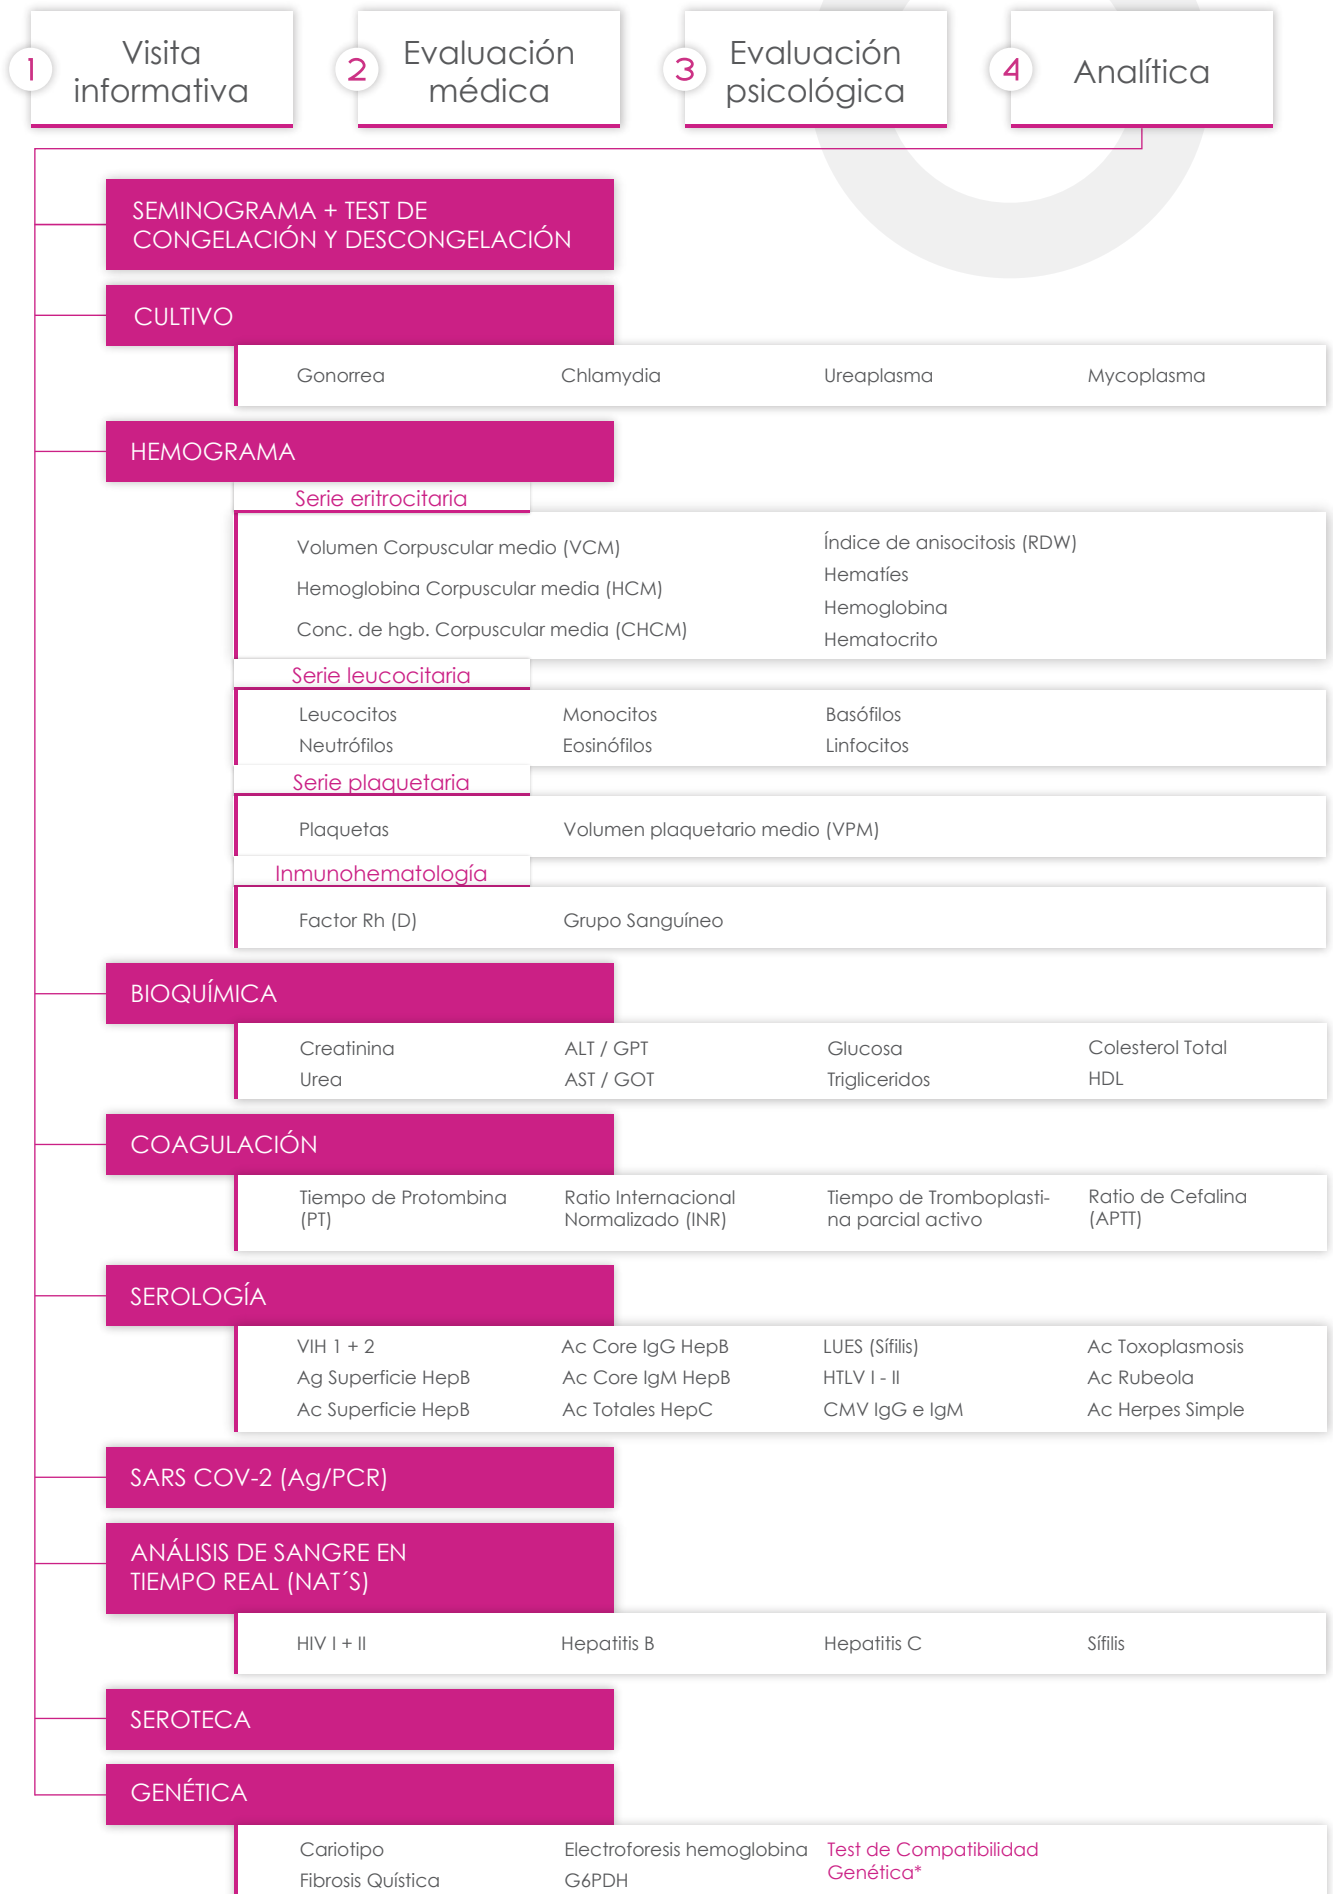 1
Visita
informativa
2
Evaluación
médica
3
Evaluación
psicológica
4
Analítica
SEMINOGRAMA + TEST DE
CONGELACIÓN Y DESCONGELACIÓN
CULTIVO
Gonorrea
Chlamydia
Ureaplasma
Mycoplasma
HEMOGRAMA
Serie eritrocitaria
Volumen Corpuscular medio (VCM)
Hemoglobina Corpuscular media (HCM)
Conc. de hgb. Corpuscular media (CHCM)
Índice de anisocitosis (RDW)
Hematíes
Hemoglobina
Hematocrito
Serie leucocitaria
Leucocitos
Neutrófilos
Monocitos
Eosinófilos
Basófilos
Linfocitos
Serie plaquetaria
Plaquetas
Volumen plaquetario medio (VPM)
Inmunohematología
Factor Rh (D)
Grupo Sanguíneo
BIOQUÍMICA
Creatinina
Urea
ALT / GPT
AST / GOT
Glucosa
Trigliceridos
Colesterol Total
HDL
COAGULACIÓN
Tiempo de Protombina
(PT)
Ratio Internacional
Normalizado (INR)
Tiempo de Tromboplasti-
na parcial activo
Ratio de Cefalina
(APTT)
SEROLOGÍA
VIH 1 + 2
Ag Superficie HepB
Ac Superficie HepB
Ac Core IgG HepB
Ac Core IgM HepB
Ac Totales HepC
LUES (Sífilis)
HTLV I - II
CMV IgG e IgM
Ac Toxoplasmosis
Ac Rubeola
Ac Herpes Simple
SARS COV-2 (Ag/PCR)
ANÁLISIS DE SANGRE EN
TIEMPO REAL (NAT´S)
HIV I + II
Hepatitis B
Hepatitis C
Sífilis
SEROTECA
GENÉTICA
Cariotipo
Fibrosis Quística
Electroforesis hemoglobina
G6PDH
Test de Compatibilidad
Genética*